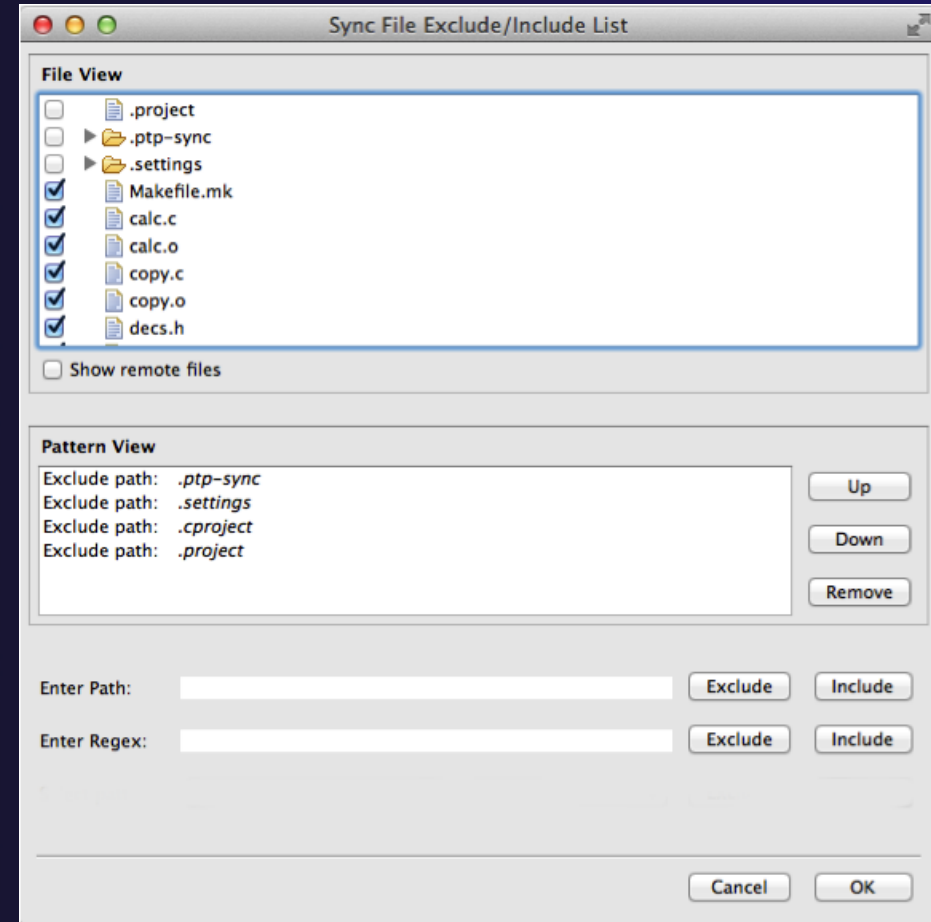 Sync File Exclude/Include List
File View
.project
.ptp-sync
.settings
Makefile.mk
calc.c
calc.o
copy.c
copy.o
decs.h
Show remote files
Pattern View
Exclude path: .ptp-sync
Exclude path: .settings
Exclude path: .cproject
Exclude path: .project
Up
Down
Remove
Enter Path: Exclude Include
Enter Regex: Exclude Include
Cancel OK